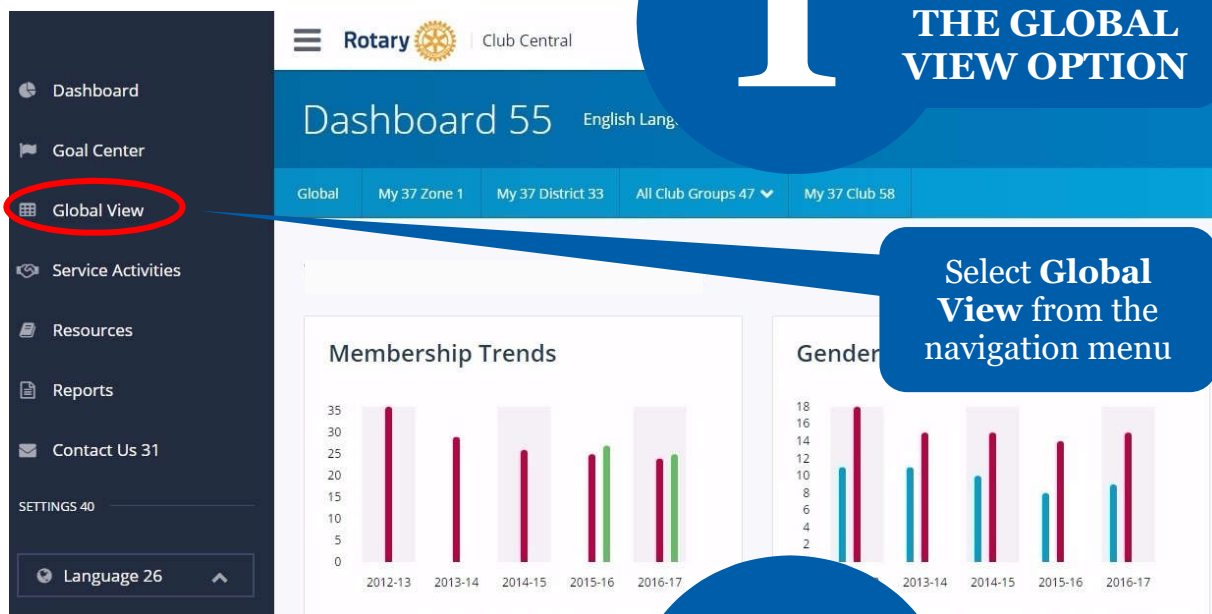 1
THE GLOBAL
VIEW OPTION
Rotary
Club Central
Dashboard
Goal Center
Global View
Service Activities
Resources
Reports
Contact Us 31
SETTINGS 40
Language 26
Dashboard 55
English
Global
My 37 Zone 1
My 37 District 33
All Club Groups 47
My 37 Club 58
Select Global
View from the
navigation menu
Membership Trends
35
30
25
20
15
10
5
0
2012-13 2013-14 2014-15 2015-16 2016-17
Gender
18
16
14
12
10
8
6
4
2
2013-14 2014-15 2015-16 2016-17